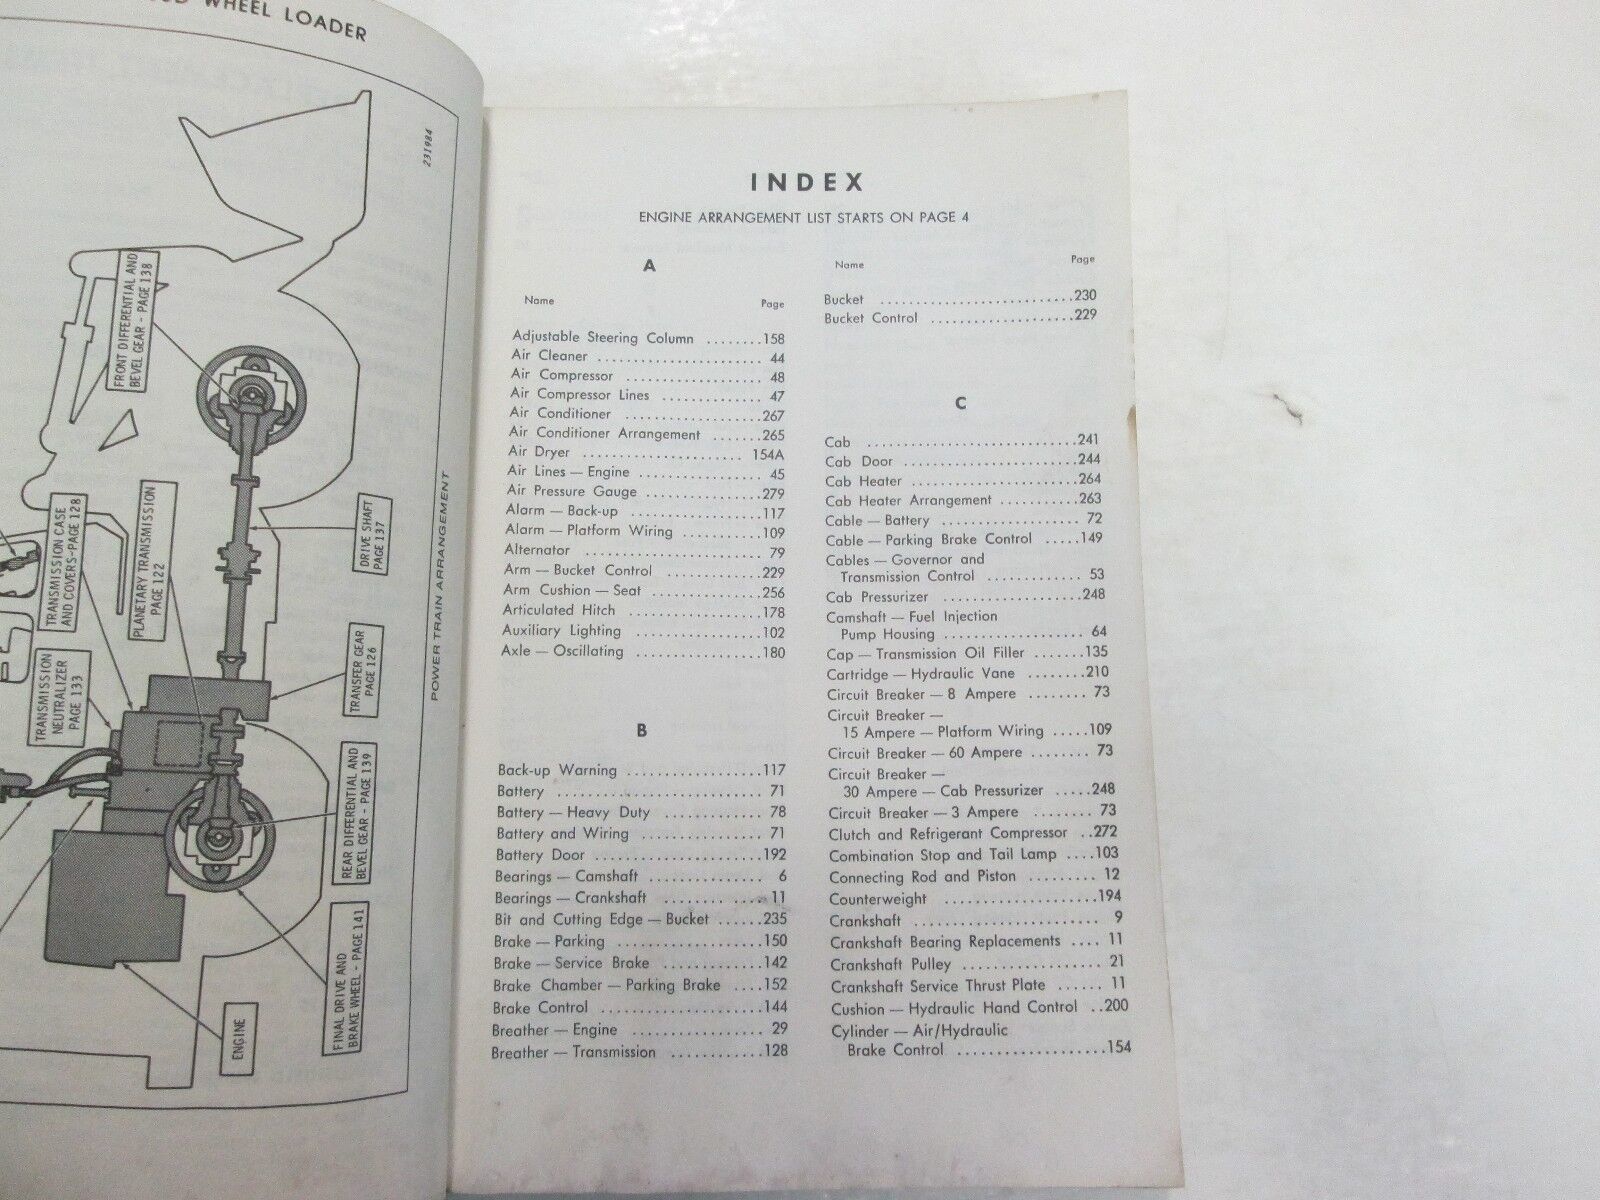 WHEEL LOADER
231984
FRONT DIFFERENTIAL AND
BEVEL GEAR - PAGE 138
TRANSMISSION CASE
AND COVERS-PAGE 128
PLANETARY TRANSMISSION
PAGE 122
DRIVE SHAFT
PAGE 137
POWER TRAIN ARRANGEMENT
TRANSMISSION
NEUTRALIZER
PAGE 133
TRANSFER GEAR
PAGE 126
REAR DIFFERENTIAL AND
BEVEL GEAR - PAGE 139
FINAL DRIVE AND
BRAKE WHEEL - PAGE 141
ENGINE
INDEX
ENGINE ARRANGEMENT LIST STARTS ON PAGE 4
A
Name Page
Adjustable Steering Column ........158
Air Cleaner ...................... 44
Air Compressor .................. 48
Air Compressor Lines ............. 47
Air Conditioner ..................267
Air Conditioner Arrangement .......265
Air Dryer ...................... 154A
Air Lines — Engine ................ 45
Air Pressure Gauge ...............279
Alarm — Back-up .................117
Alarm — Platform Wiring ...........109
Alternator ....................... 79
Arm — Bucket Control .............229
Arm Cushion — Seat ..............256
Articulated Hitch .................178
Auxiliary Lighting .................102
Axle — Oscillating ................180
B
Back-up Warning .................117
Battery ......................... 71
Battery — Heavy Duty ............. 78
Battery and Wiring ................ 71
Battery Door .....................192
Bearings — Camshaft ............... 6
Bearings — Crankshaft ........ ..... 11
Bit and Cutting Edge — Bucket ......235
Brake — Parking ..................150
Brake — Service Brake .............142
Brake Chamber — Parking Brake ....152
Brake Control ....................144
Breather — Engine ................. 29
Breather — Transmission ............128
Name Page
Bucket ..........................230
Bucket Control ....................229
C
Cab ............................241
Cab Door .......................244
Cab Heater ......................264
Cab Heater Arrangement ...........263
Cable — Battery ................... 72
Cable — Parking Brake Control .....149
Cables — Governor and
Transmission Control ............. 53
Cab Pressurizer ...................248
Camshaft — Fuel Injection
Pump Housing ................... 64
Cap — Transmission Oil Filler .......135
Cartridge — Hydraulic Vane ........210
Circuit Breaker — 8 Ampere ........ 73
Circuit Breaker —
15 Ampere — Platform Wiring .....109
Circuit Breaker — 60 Ampere ........ 73
Circuit Breaker —
30 Ampere — Cab Pressurizer .....248
Circuit Breaker — 3 Ampere ........ 73
Clutch and Refrigerant Compressor ..272
Combination Stop and Tail Lamp ....103
Connecting Rod and Piston ......... 12
Counterweight .....................194
Crankshaft ......................... 9
Crankshaft Bearing Replacements .... 11
Crankshaft Pulley .................. 21
Crankshaft Service Thrust Plate ...... 11
Cushion — Hydraulic Hand Control ..200
Cylinder — Air/Hydraulic
Brake Control ...................154